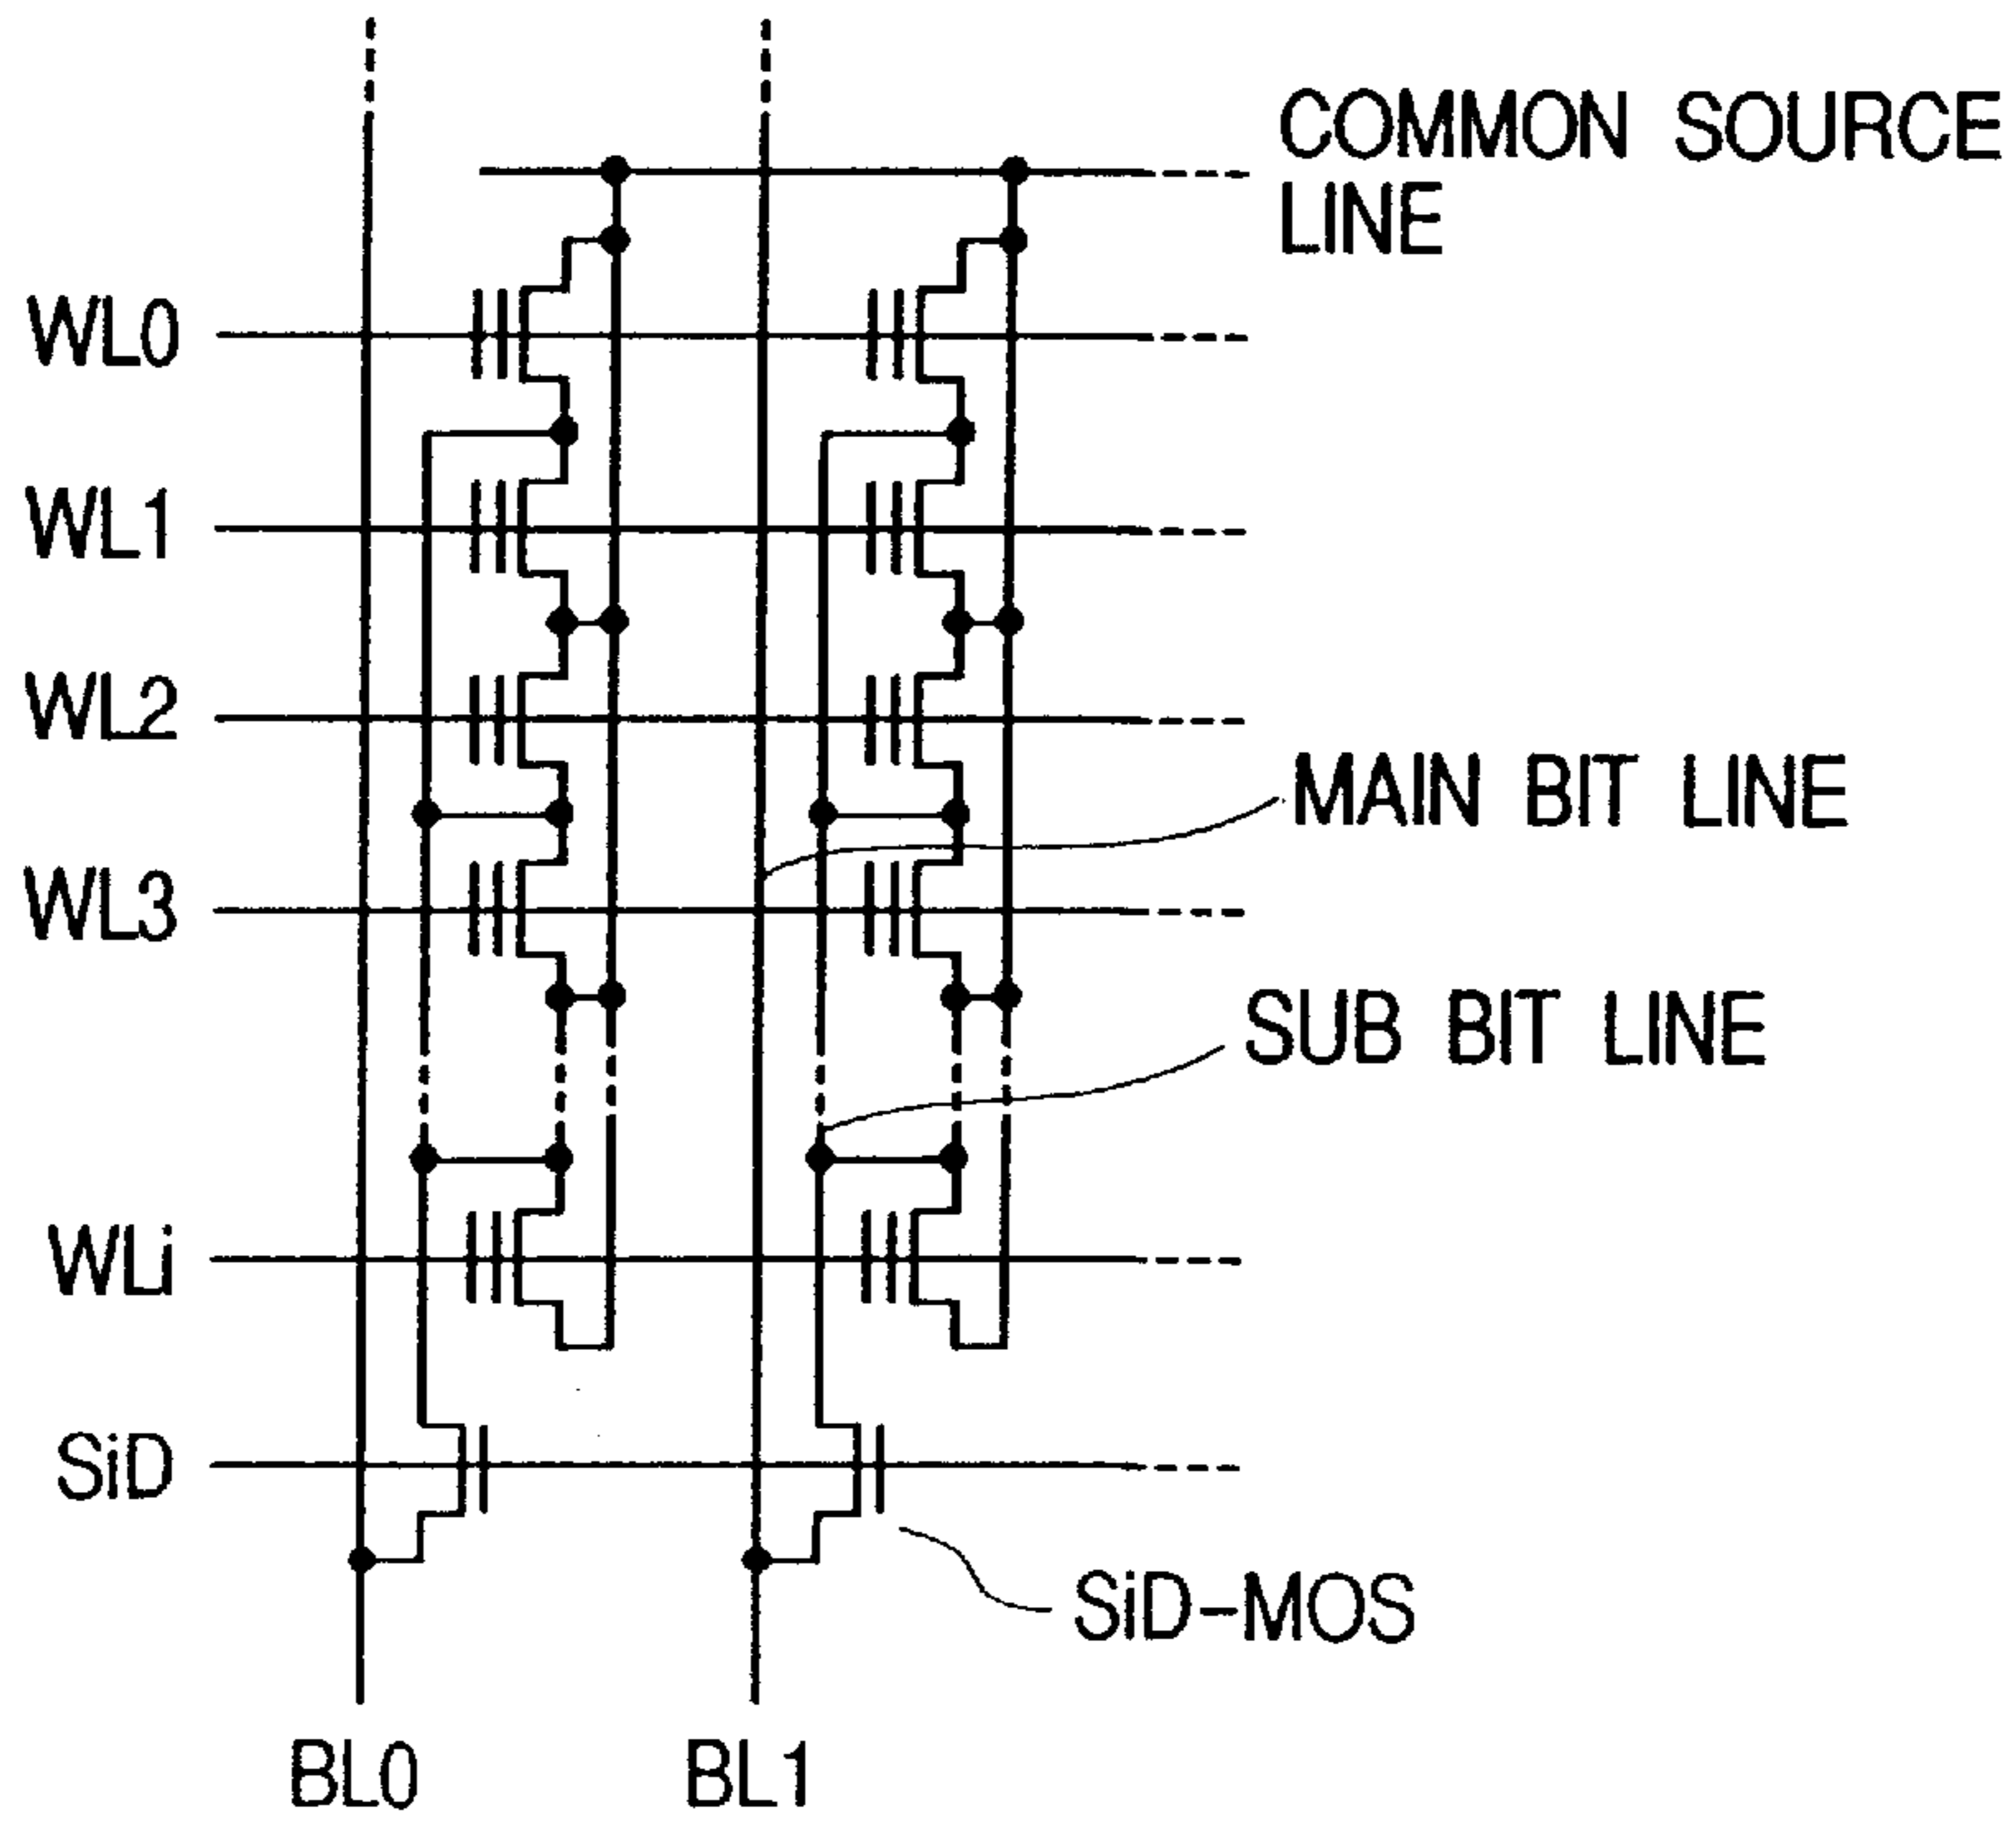 COMMON SOURCE
LINE
WL0
WL1
WL2
MAIN BIT LINE
WL3
SUB BIT LINE
WLi
SiD
SiD-MOS
BL0
BL1